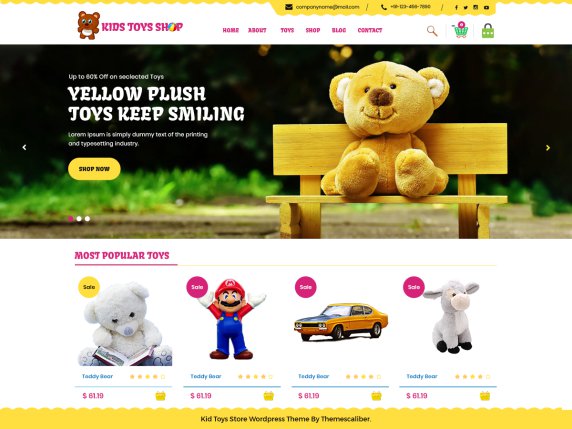 companyname@mail.com / +91-123-456-7890 /
KIDS TOYS SHOP
HOME ABOUT TOYS SHOP BLOG CONTACT
Up to 60% Off on seclected Toys
YELLOW PLUSH
TOYS KEEP SMILING
Lorem Ipsum is simply dummy text of the printing
and typesetting industry.
SHOP NOW
MOST POPULAR TOYS
Sale Sale Sale Sale
Teddy Bear Teddy Bear Teddy Bear Teddy Bear
$ 61.19 $ 61.19 $ 61.19 $ 61.19
Kid Toys Store Wordpress Theme By Themescaliber.